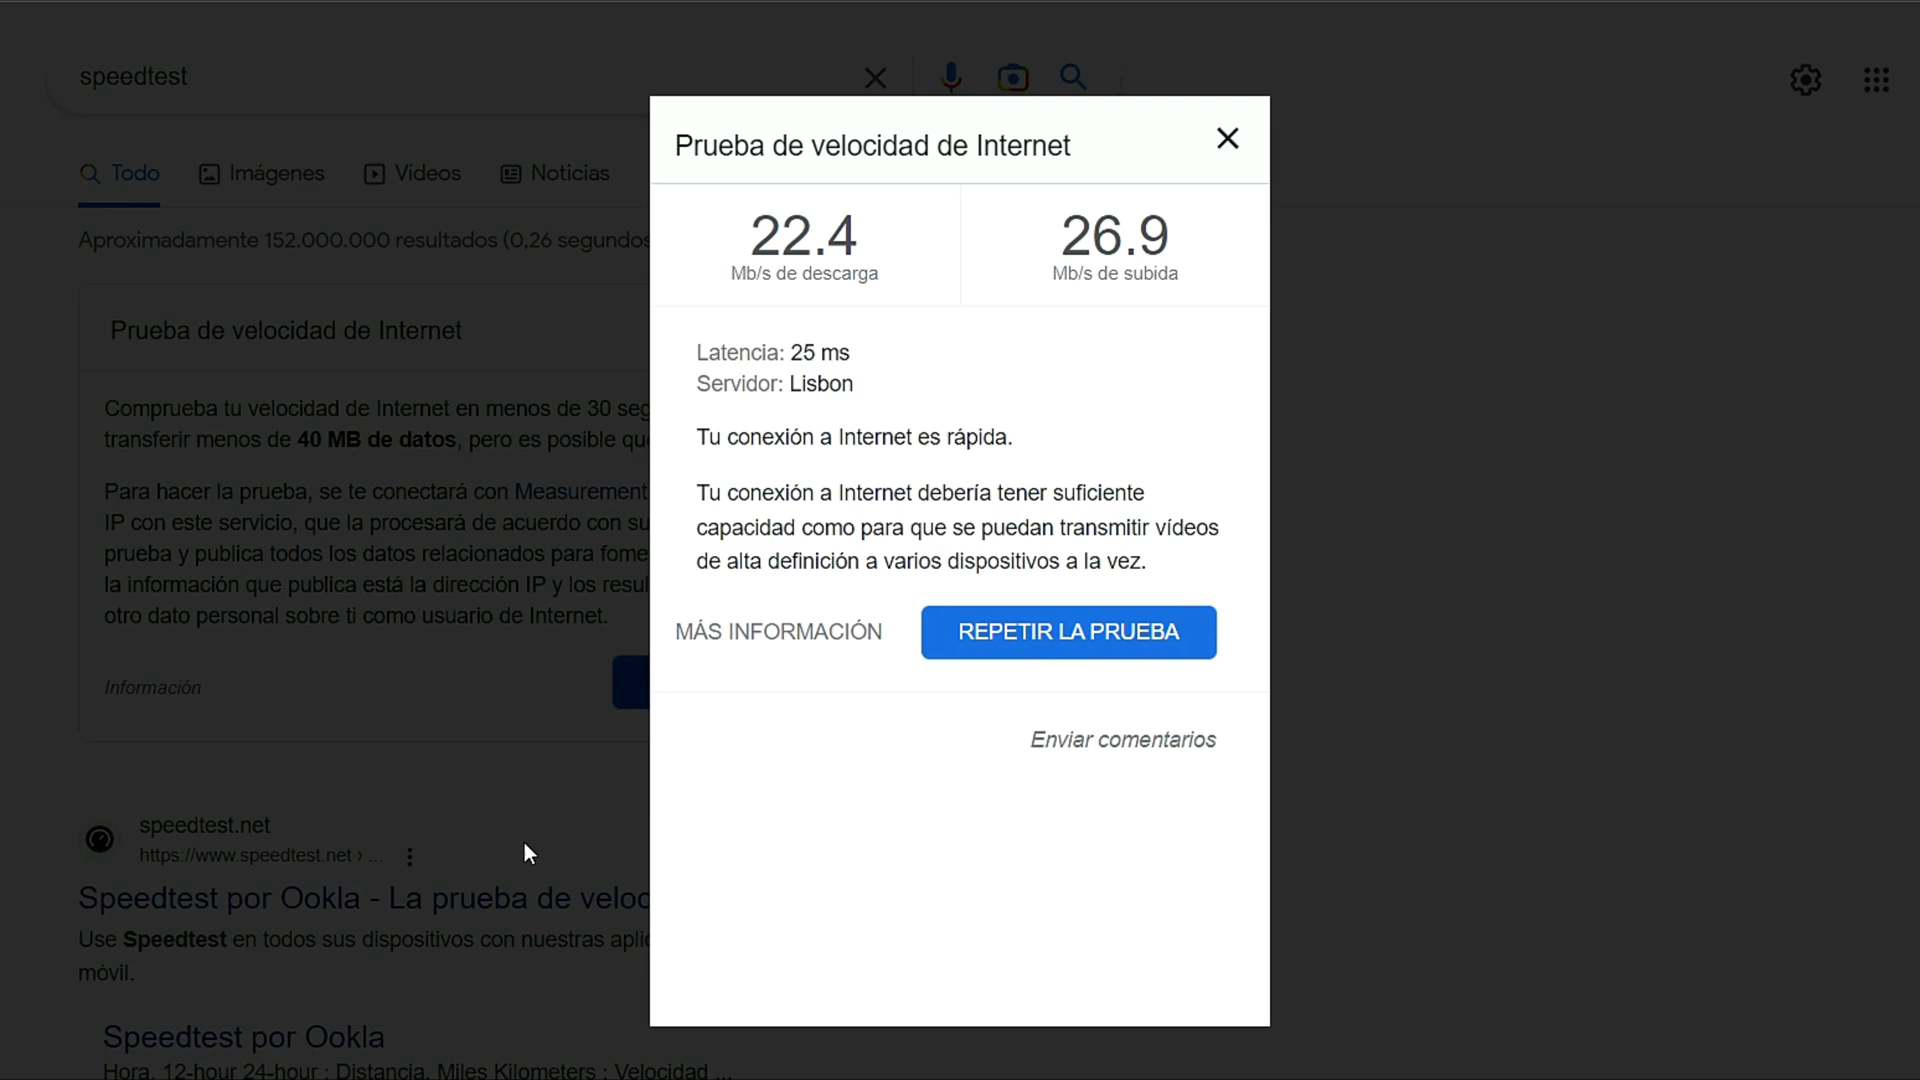 speedtest
Todo
Imágenes
Vídeos
Noticias
Aproximadamente 152.000.000 resultados (0,26 segundos
Prueba de velocidad de Internet
Comprueba tu velocidad de Internet en menos de 30 seg
transferir menos de 40 MB de datos, pero es posible qu
Para hacer la prueba, se te conectará con Measurement
IP con este servicio, que la procesará de acuerdo con su
prueba y publica todos los datos relacionados para fome
la información que publica está la dirección IP y los resul
otro dato personal sobre ti como usuario de Internet.
Información
speedtest.net
https://www.speedtest.net › ...
Speedtest por Ookla - La prueba de veloc
Use Speedtest en todos sus dispositivos con nuestras apli
móvil.
Speedtest por Ookla
Hora. 12-hour 24-hour ; Distancia. Miles Kilometers ; Velocidad ...
Prueba de velocidad de Internet
22.4
Mb/s de descarga
26.9
Mb/s de subida
Latencia: 25 ms
Servidor: Lisbon
Tu conexión a Internet es rápida.
Tu conexión a Internet debería tener suficiente
capacidad como para que se puedan transmitir vídeos
de alta definición a varios dispositivos a la vez.
MÁS INFORMACIÓN
REPETIR LA PRUEBA
Enviar comentarios